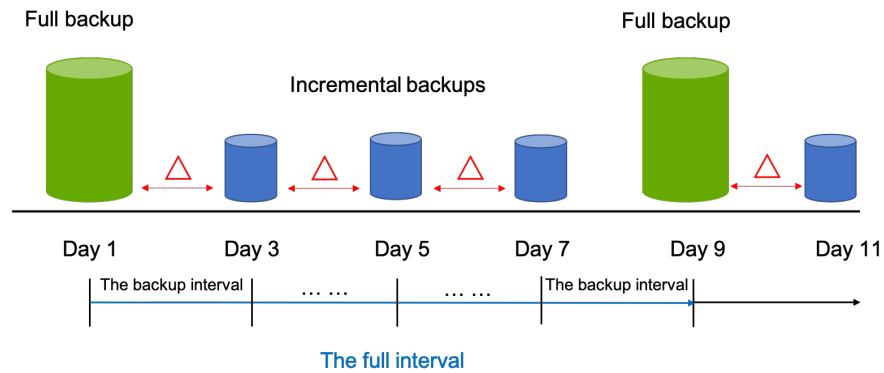 Full backup
Full backup
Incremental backups
Day 1
Day 3
Day 5
Day 7
Day 9
Day 11
The backup interval
... ...
... ...
The backup interval
The full interval